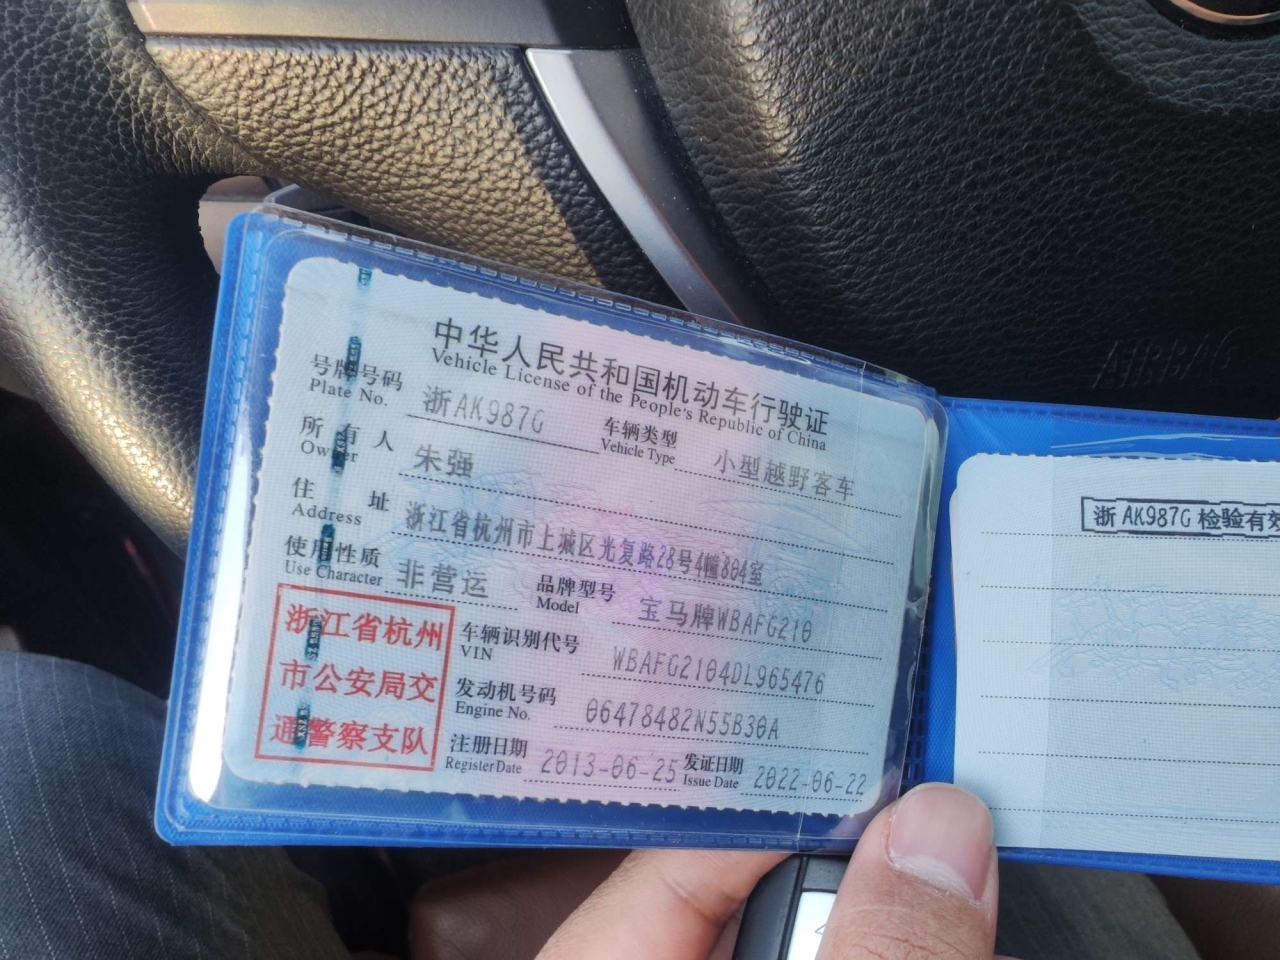 中华人民共和国机动车行驶证
Vehicle License of the People's Republic of China
号牌号码 浙AK987G 车辆类型 小型越野客车
Plate No. Vehicle Type
所有人 朱强
Owner
住址 浙江省杭州市上城区光复路28号4幢804室
Address
使用性质 非营运 品牌型号 宝马牌WBAFG210
Use Character Model
浙江省杭州
市公安局交
通警察支队
车辆识别代号 WBAFG2104DL965476
VIN
发动机号码 06478482N55B30A
Engine No.
注册日期 2013-06-25 发证日期 2022-06-22
Register Date Issue Date
浙AK987G 检验有效
AIRBAG